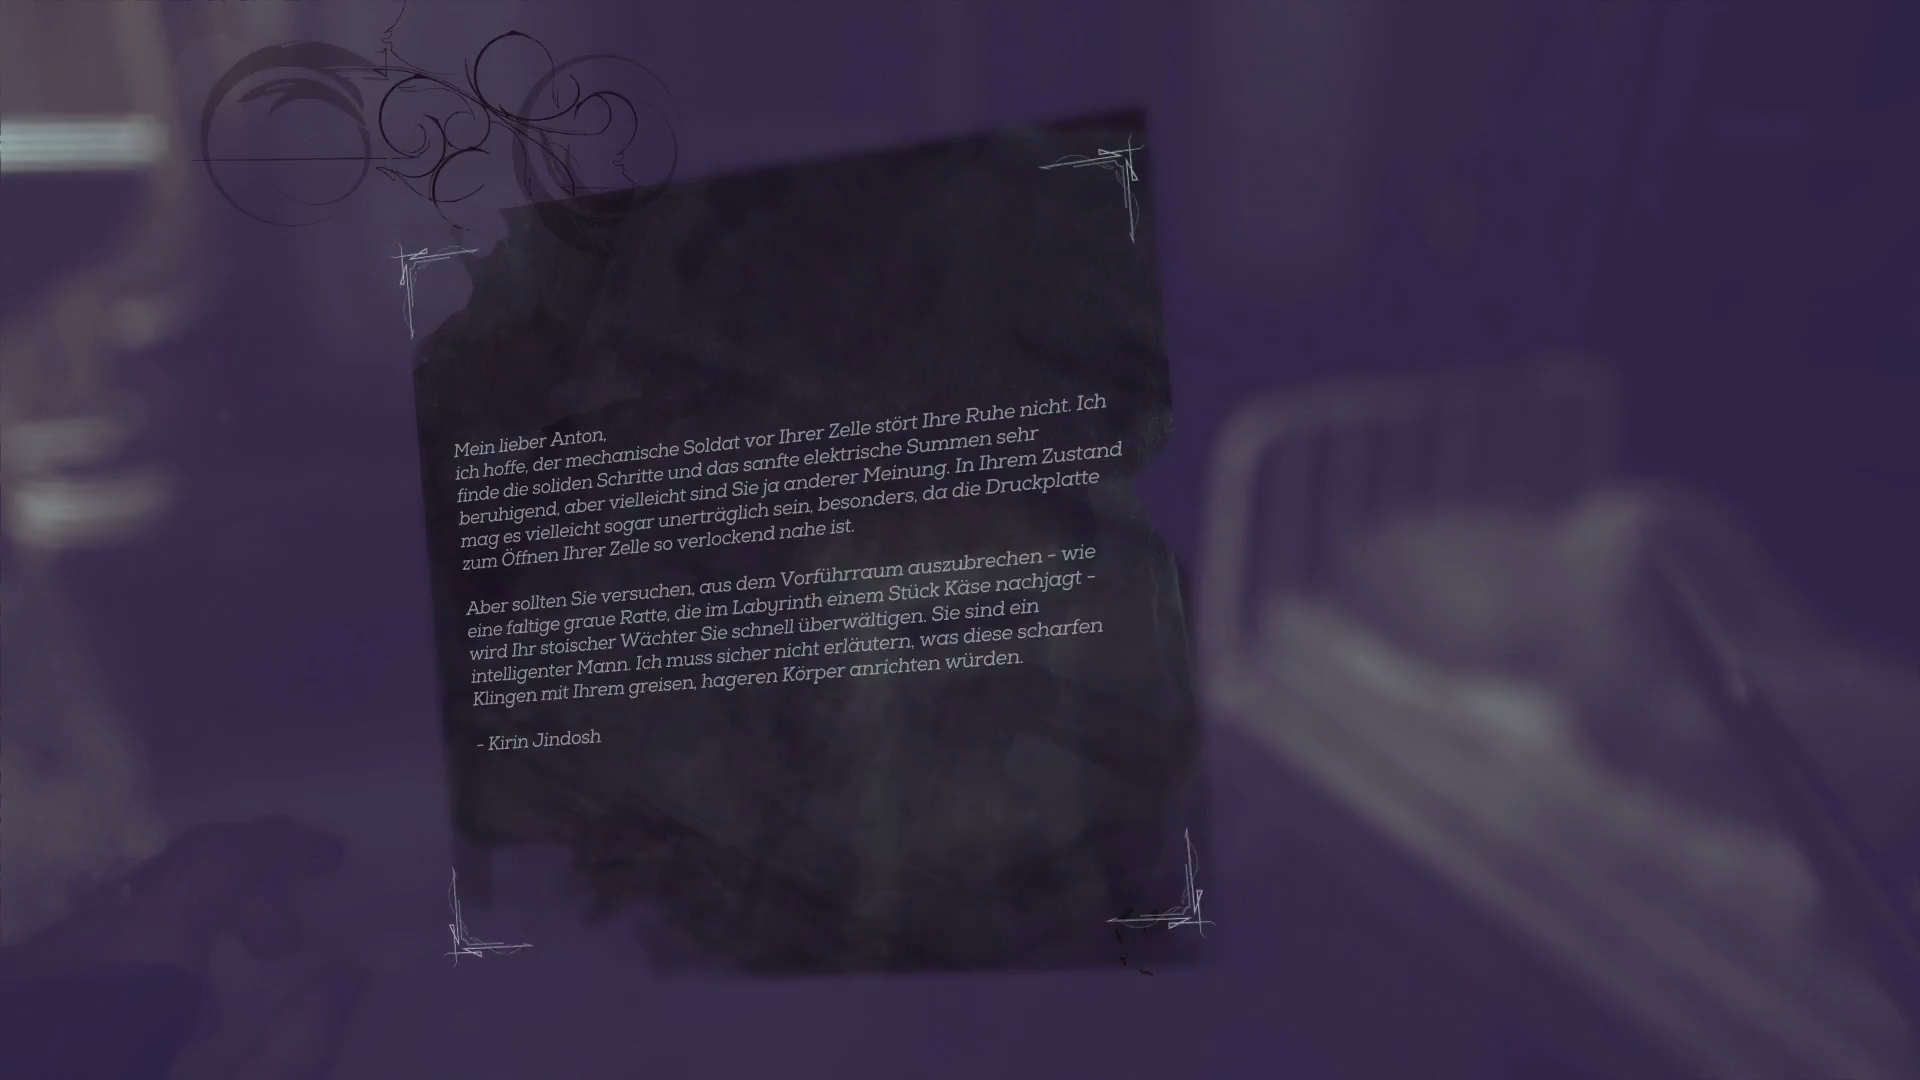 Mein lieber Anton,
ich hoffe, der mechanische Soldat vor Ihrer Zelle stört Ihre Ruhe nicht. Ich
finde die soliden Schritte und das sanfte elektrische Summen sehr
beruhigend, aber vielleicht sind Sie ja anderer Meinung. In Ihrem Zustand
mag es vielleicht sogar unerträglich sein, besonders, da die Druckplatte
zum Öffnen Ihrer Zelle so verlockend nahe ist.
Aber sollten Sie versuchen, aus dem Vorführraum auszubrechen – wie
eine faltige graue Ratte, die im Labyrinth einem Stück Käse nachjagt –
wird Ihr stoischer Wächter Sie schnell überwältigen. Sie sind ein
intelligenter Mann. Ich muss sicher nicht erläutern, was diese scharfen
Klingen mit Ihrem greisen, hageren Körper anrichten würden.
- Kirin Jindosh